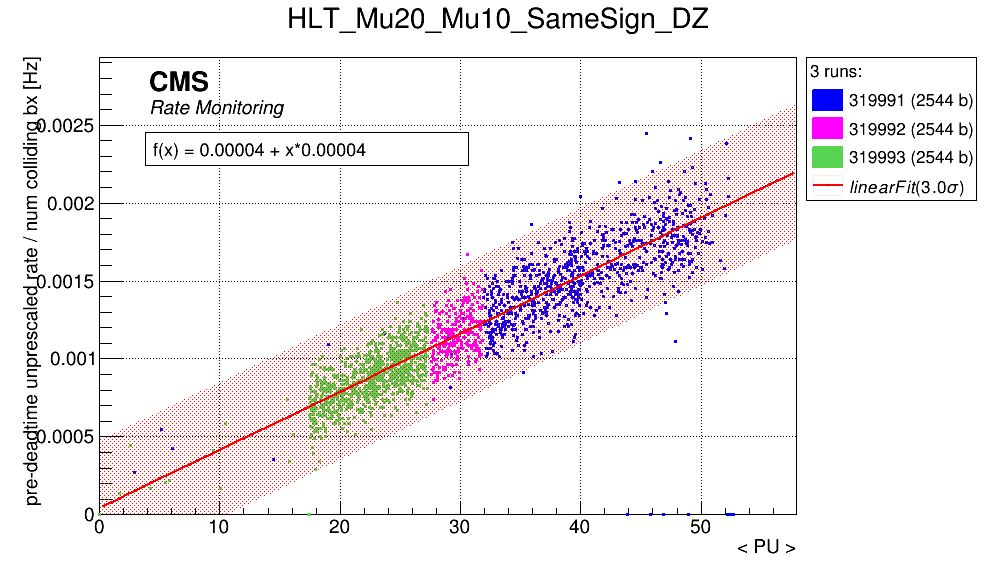 HLT_Mu20_Mu10_SameSign_DZ
pre-deadtime unprescaled rate / num colliding bx [Hz]
CMS
Rate Monitoring
f(x) = 0.00004 + x*0.00004
0.0025
0.002
0.0015
0.001
0.0005
0
0 10 20 30 40 50
< PU >
3 runs:
319991 (2544 b)
319992 (2544 b)
319993 (2544 b)
linearFit(3.0σ)